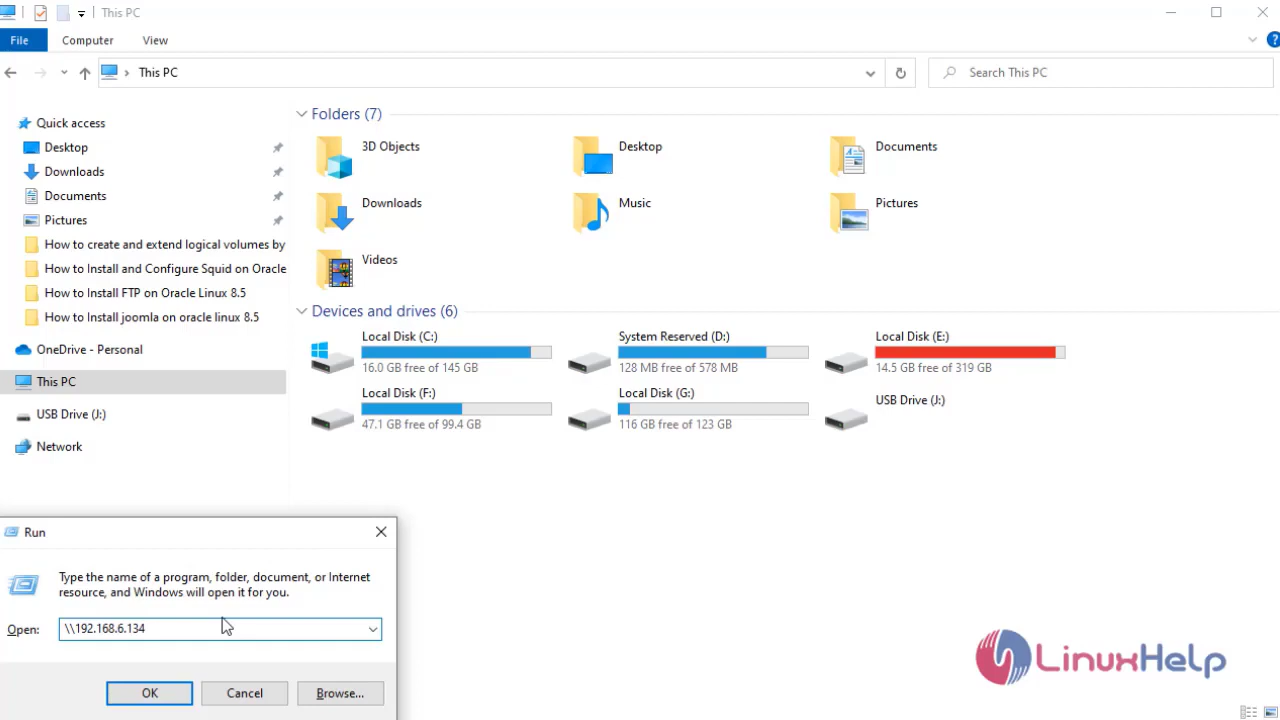 This PC
File
Computer
View
This PC
Search This PC
Quick access
Desktop
Downloads
Documents
Pictures
How to create and extend logical volumes by
How to Install and Configure Squid on Oracle
How to Install FTP on Oracle Linux 8.5
How to Install joomla on oracle linux 8.5
OneDrive - Personal
This PC
USB Drive (J:)
Network
Folders (7)
3D Objects
Desktop
Documents
Downloads
Music
Pictures
Videos
Devices and drives (6)
Local Disk (C:)
16.0 GB free of 145 GB
System Reserved (D:)
128 MB free of 578 MB
Local Disk (E:)
14.5 GB free of 319 GB
Local Disk (F:)
47.1 GB free of 99.4 GB
Local Disk (G:)
116 GB free of 123 GB
USB Drive (J:)
Run
Type the name of a program, folder, document, or Internet
resource, and Windows will open it for you.
Open:
\\192.168.6.134
OK
Cancel
Browse...
LinuxHelp